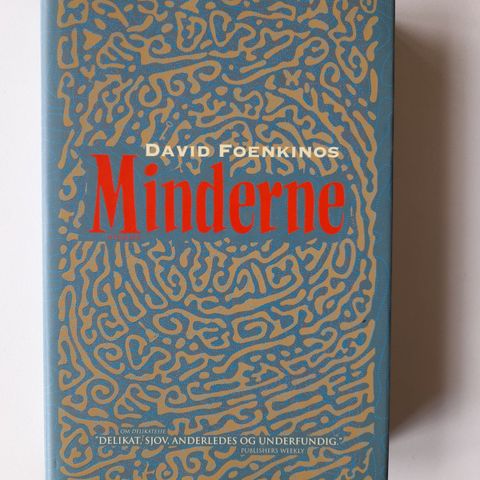 DAVID FOENKINOS
Minderne
OM DELIKATESSE
"DELIKAT, SJOV, ANDERLEDES OG UNDERFUNDIG."
PUBLISHERS WEEKLY